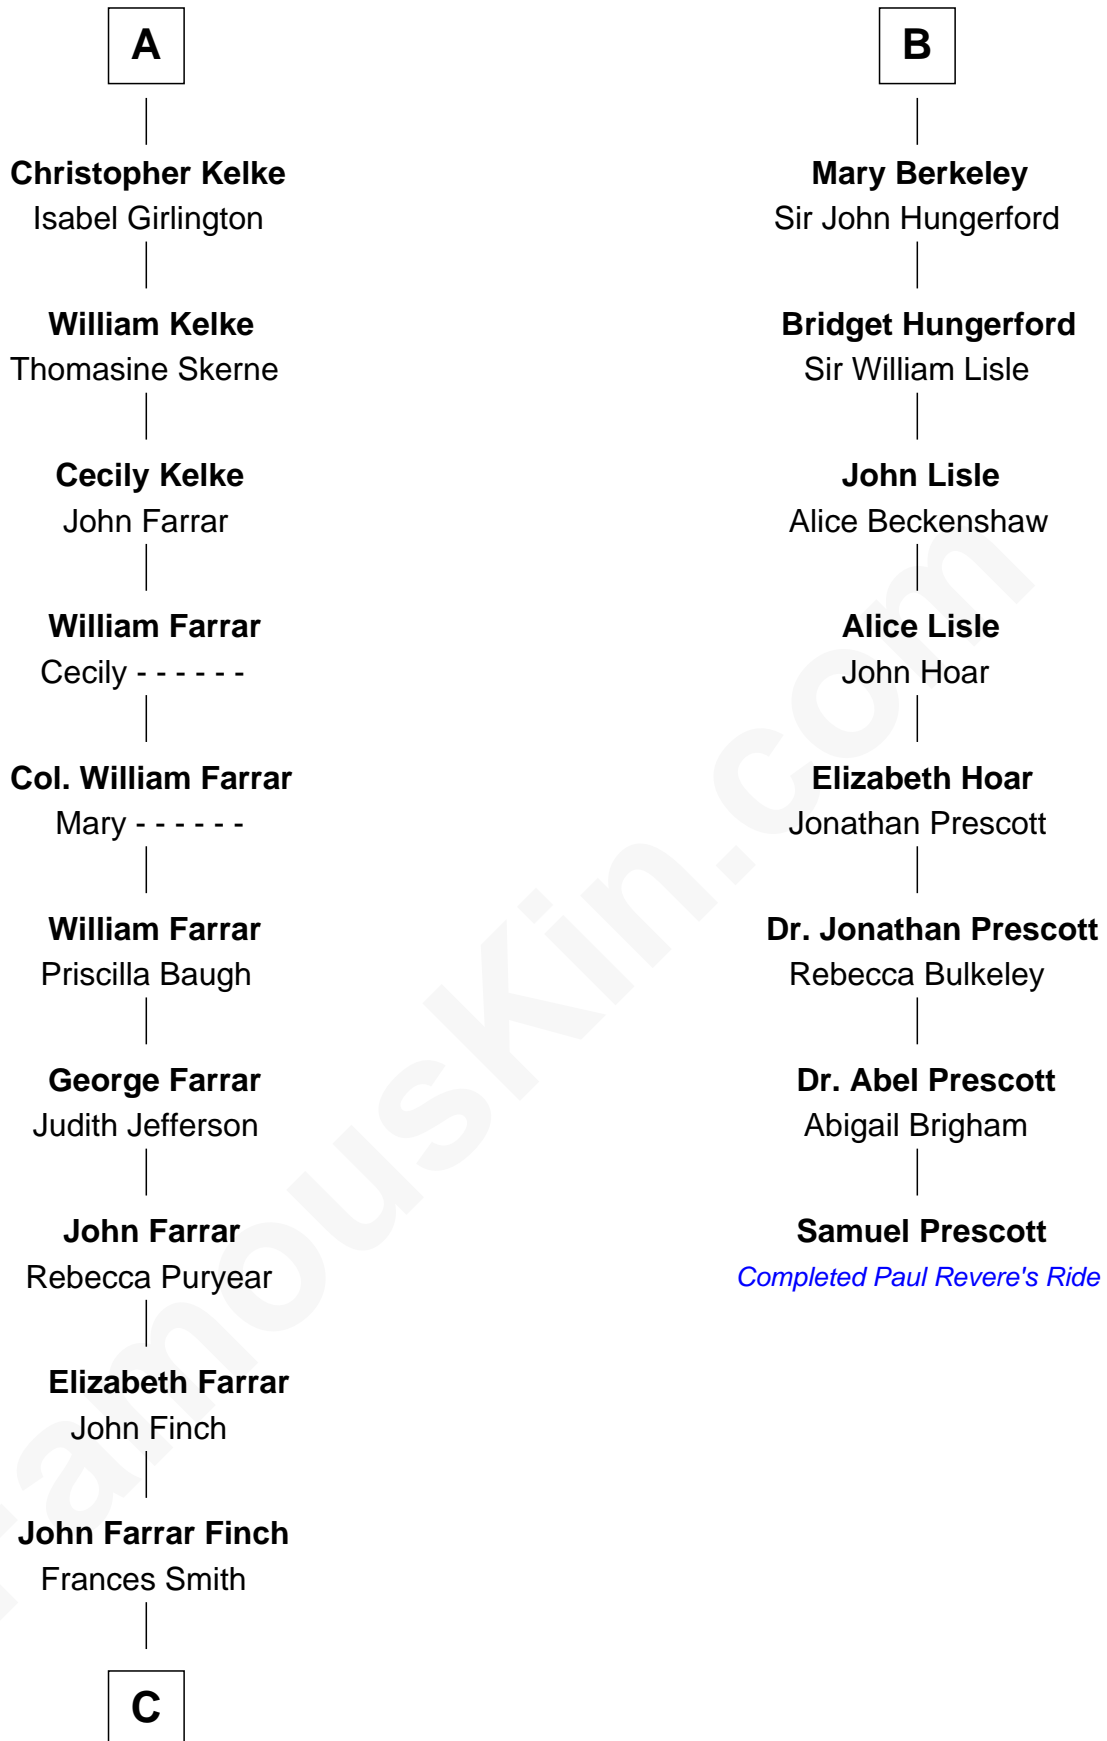 A
Christopher Kelke
Isabel Girlington
William Kelke
Thomasine Skerne
Cecily Kelke
John Farrar
William Farrar
Cecily - - - - - -
Col. William Farrar
Mary - - - - - -
William Farrar
Priscilla Baugh
George Farrar
Judith Jefferson
John Farrar
Rebecca Puryear
Elizabeth Farrar
John Finch
John Farrar Finch
Frances Smith
C
B
Mary Berkeley
Sir John Hungerford
Bridget Hungerford
Sir William Lisle
John Lisle
Alice Beckenshaw
Alice Lisle
John Hoar
Elizabeth Hoar
Jonathan Prescott
Dr. Jonathan Prescott
Rebecca Bulkeley
Dr. Abel Prescott
Abigail Brigham
Samuel Prescott
Completed Paul Revere's Ride
FamousKin.com